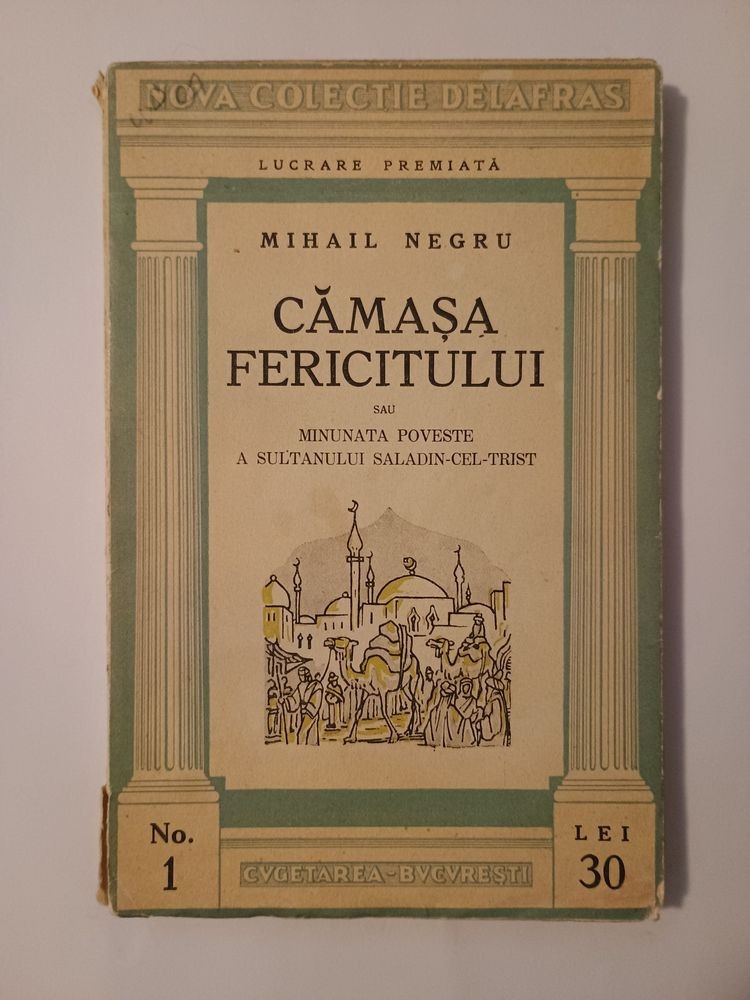 NOVA COLECTIE DELAFRAS
LUCRARE PREMIATĂ
MIHAIL NEGRU
CĂMAȘA
FERICITULUI
SAU
MINUNATA POVESTE
A SULTANULUI SALADIN-CEL-TRIST
No.
1
CVGETAREA-BVCVREȘTI
LEI
30